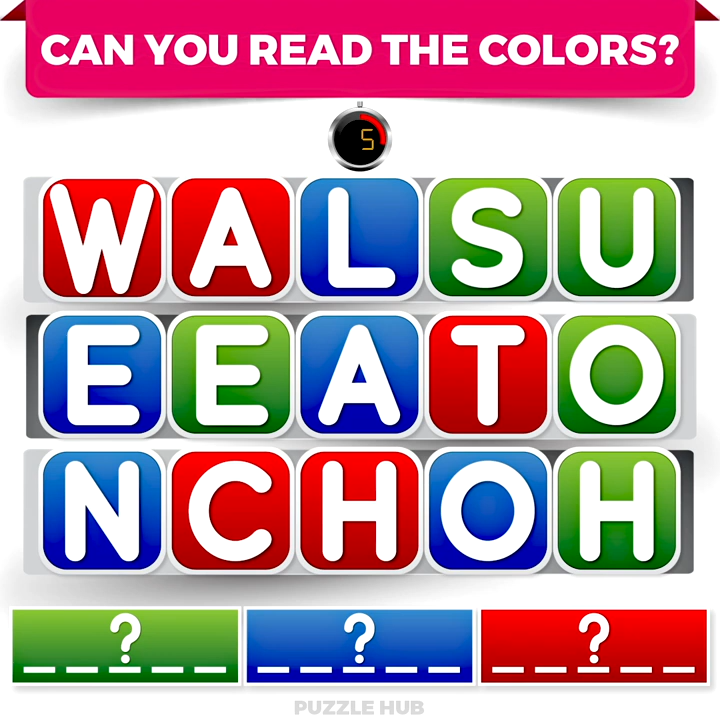 CAN YOU READ THE COLORS?
5
WALSU
EEATO
NCHOH
? ? ?
_ _ _ _ _ _ _ _ _ _ _ _ _ _ _
PUZZLE HUB